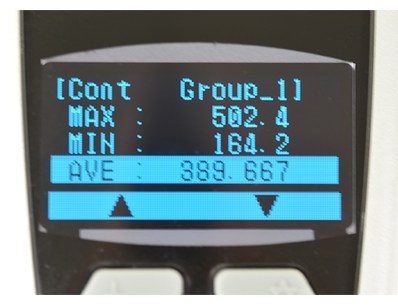 [Cont Group_1]
MAX : 502.4
MIN : 164.2
AVE : 389.667